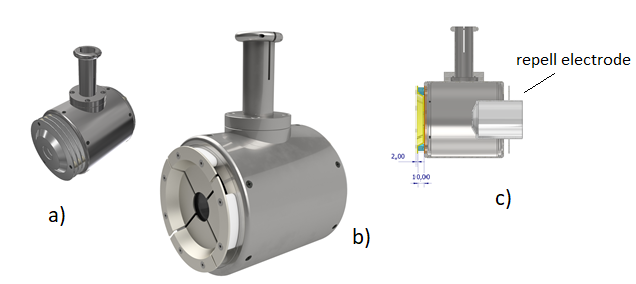 repell electrode
2,00
10,00
a)
b)
c)